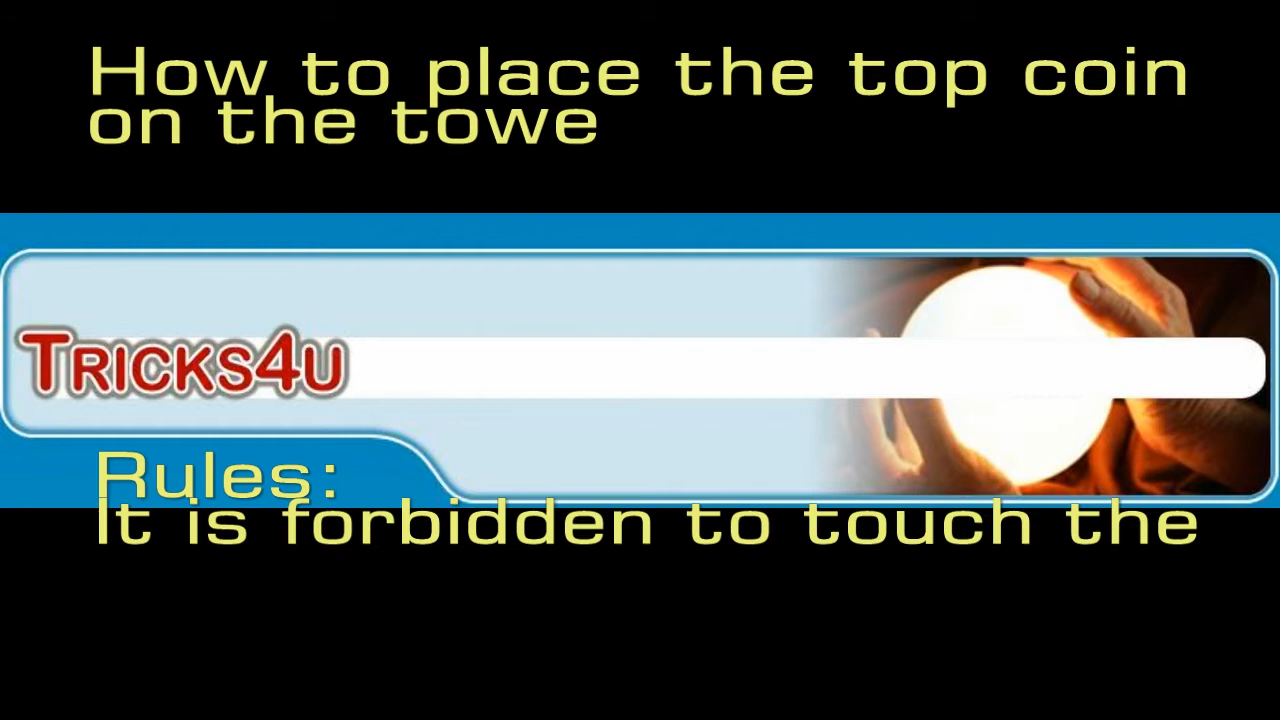 How to place the top coin
on the towe
TRICKS4U
Rules:
It is forbidden to touch the